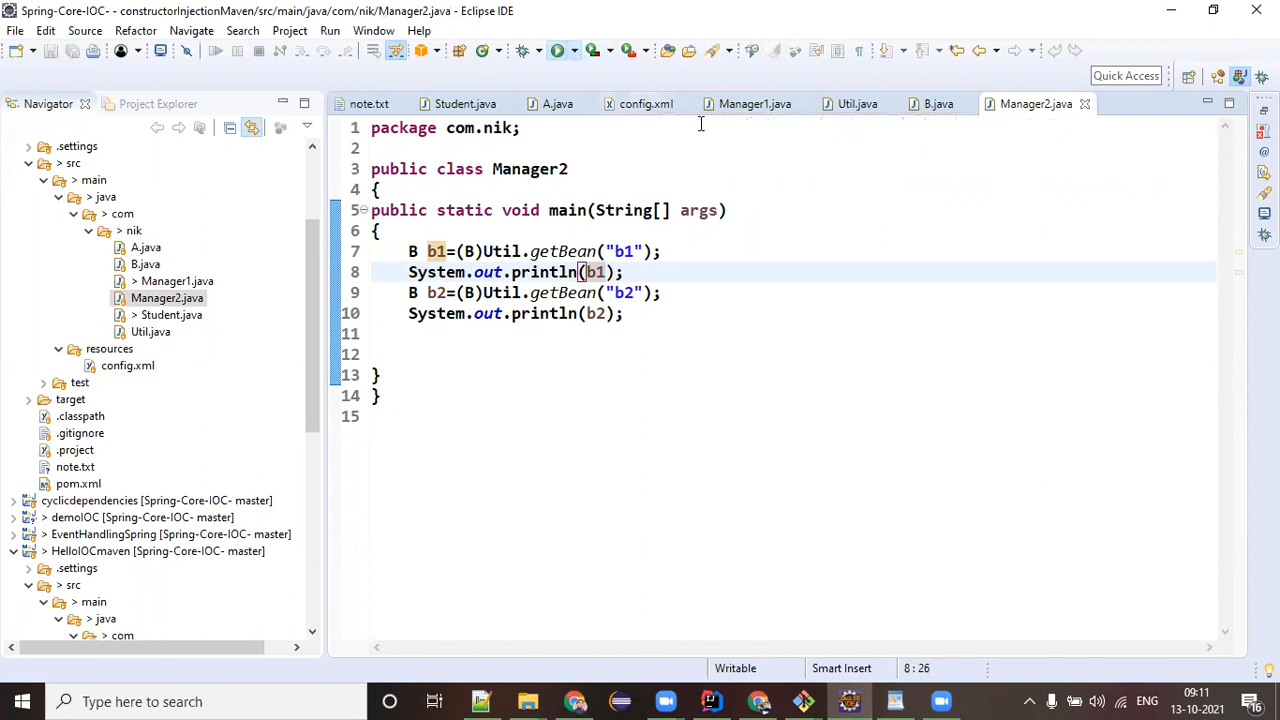 Spring-Core-IOC- - constructorInjectionMaven/src/main/java/com/nik/Manager2.java - Eclipse IDE
File Edit Source Refactor Navigate Search Project Run Window Help
Quick Access
Navigator Project Explorer
note.txt Student.java A.java config.xml Manager1.java Util.java B.java Manager2.java
.settings
src
main
> java
com
nik
A.java
B.java
> Manager1.java
Manager2.java
> Student.java
Util.java
resources
config.xml
test
target
.classpath
.gitignore
.project
note.txt
pom.xml
cyclicdependencies [Spring-Core-IOC- master]
> demoIOC [Spring-Core-IOC- master]
> EventHandlingSpring [Spring-Core-IOC- master]
> HelloIOCmaven [Spring-Core-IOC- master]
.settings
> src
> main
> java
> com
1 package com.nik;
2
3 public class Manager2
4 {
5 public static void main(String[] args)
6 {
7 B b1=(B)Util.getBean("b1");
8 System.out.println(b1);
9 B b2=(B)Util.getBean("b2");
10 System.out.println(b2);
11
12
13 }
14 }
15
Writable Smart Insert 8 : 26
Type here to search
ENG 09:11
13-10-2021
16